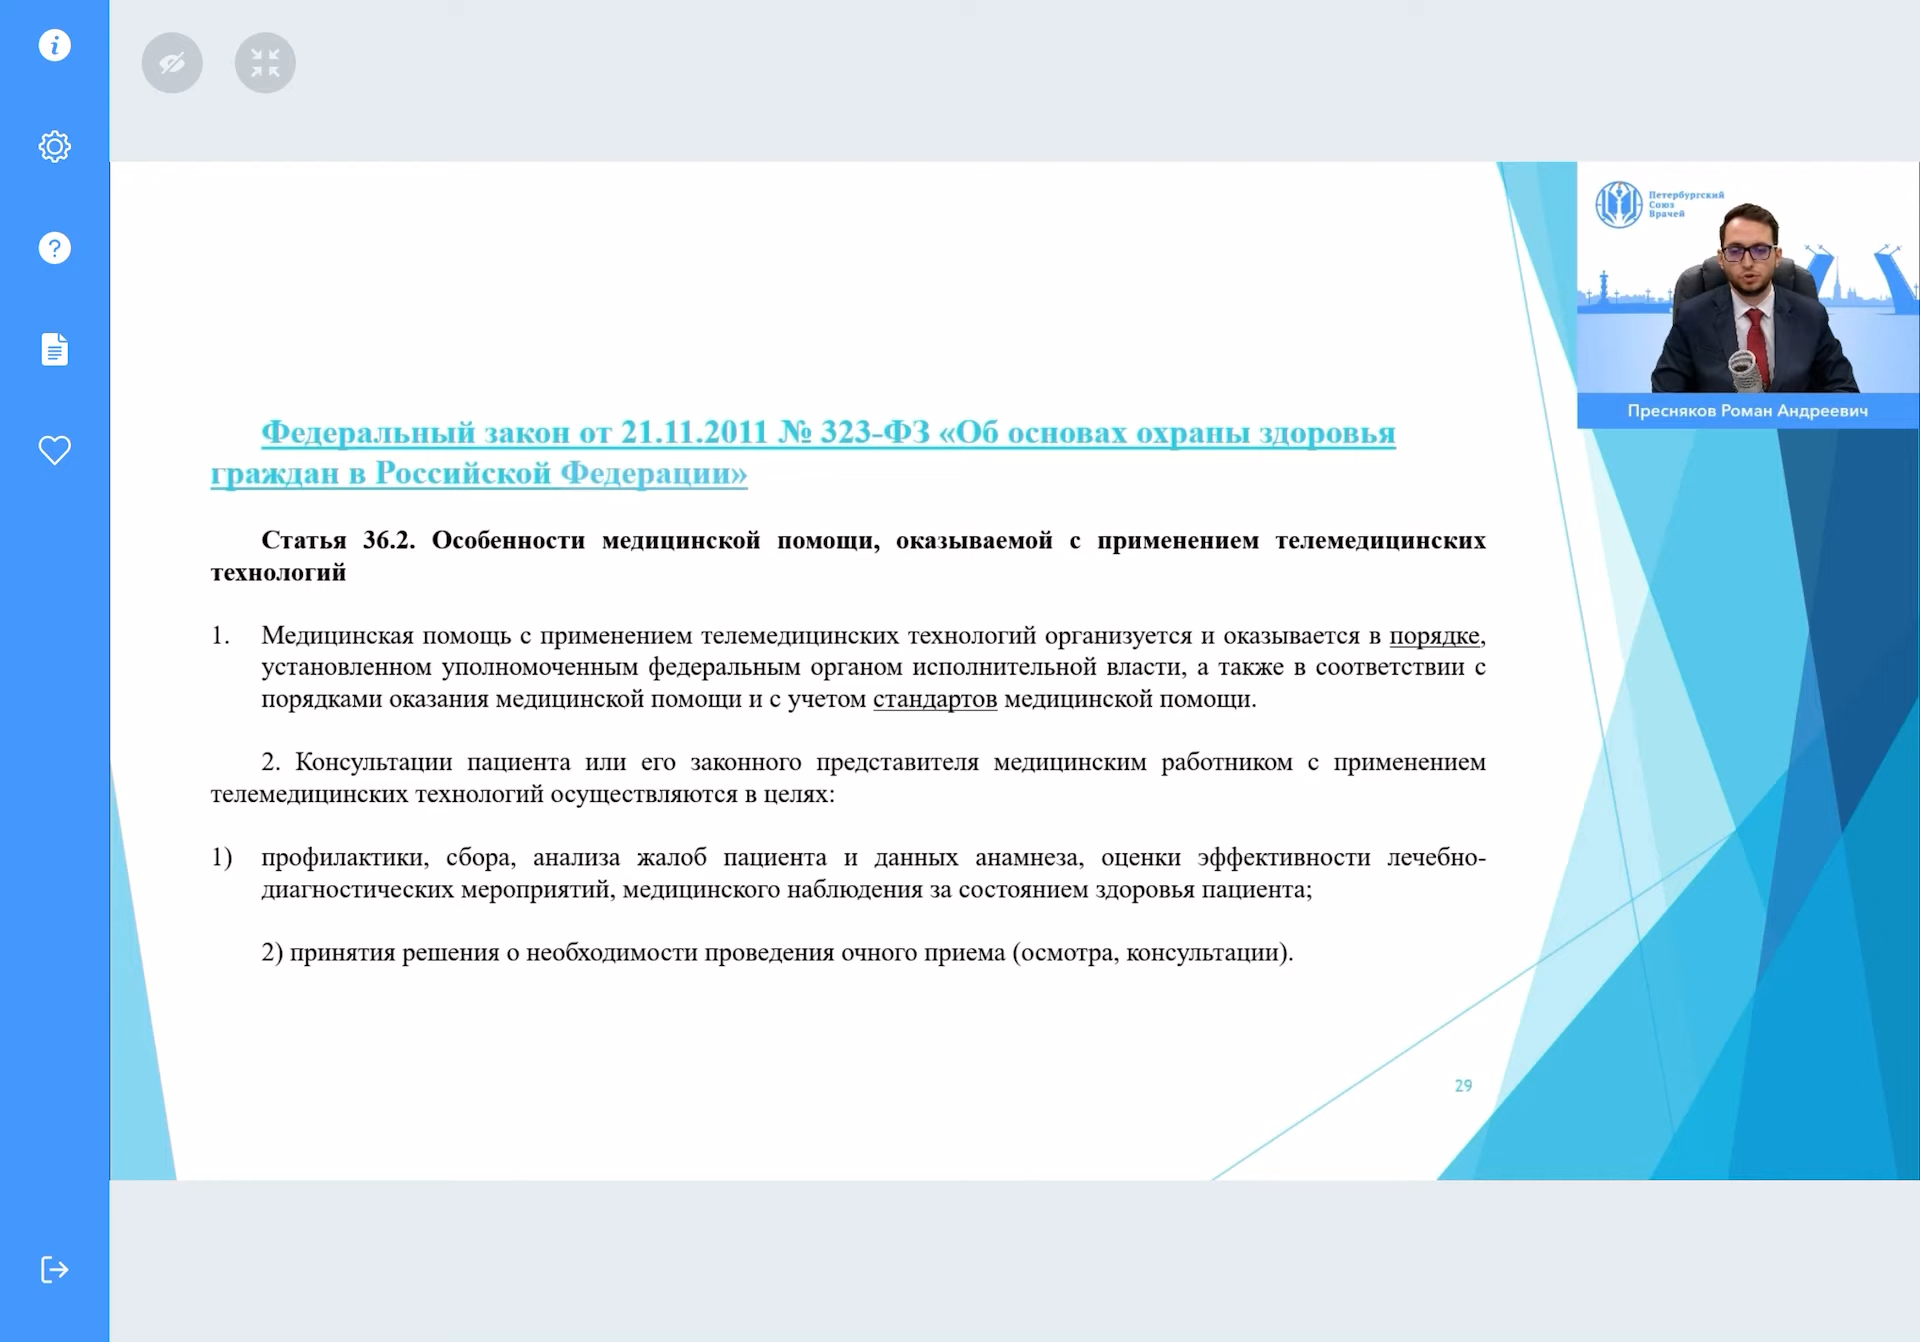 Петербургский
Союз
Врачей
Пресняков Роман Андреевич
Федеральный закон от 21.11.2011 № 323-ФЗ «Об основах охраны здоровья
граждан в Российской Федерации»
Статья 36.2. Особенности медицинской помощи, оказываемой с применением телемедицинских
технологий
1. Медицинская помощь с применением телемедицинских технологий организуется и оказывается в порядке,
установленном уполномоченным федеральным органом исполнительной власти, а также в соответствии с
порядками оказания медицинской помощи и с учетом стандартов медицинской помощи.
2. Консультации пациента или его законного представителя медицинским работником с применением
телемедицинских технологий осуществляются в целях:
1) профилактики, сбора, анализа жалоб пациента и данных анамнеза, оценки эффективности лечебно-
диагностических мероприятий, медицинского наблюдения за состоянием здоровья пациента;
2) принятия решения о необходимости проведения очного приема (осмотра, консультации).
29